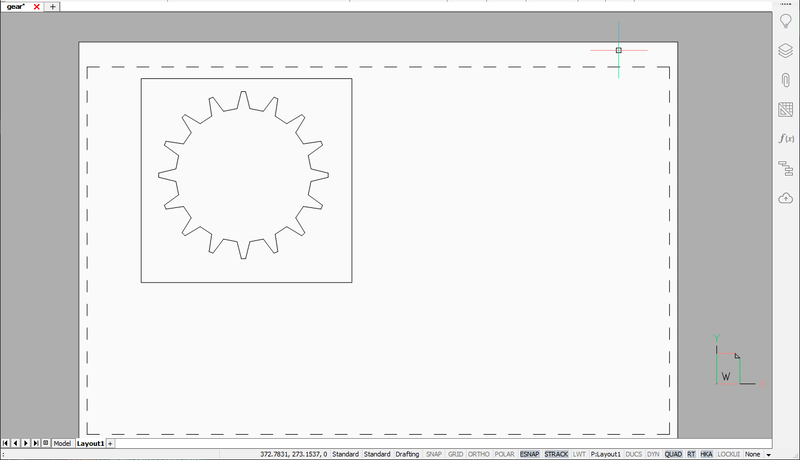 gear*
f(x)
Y
W
X
Model Layout1
: 372.7831, 273.1537, 0 Standard Standard Drafting SNAP GRID ORTHO POLAR ESNAP STRACK LWT P:Layout1 DUCS DYN QUAD RT HKA LOCKUI None